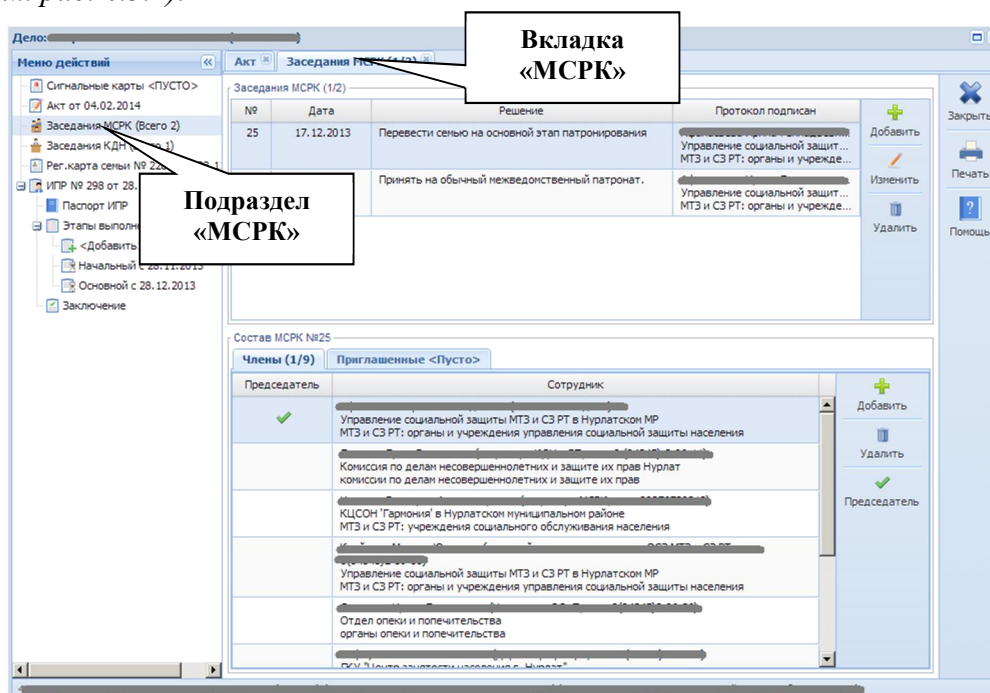 Вкладка
«МСРК»
Дело:
Меню действий
Сигнальные карты <ПУСТО>
Акт от 04.02.2014
Заседания МСРК (Всего 2)
Заседания КДН
Рег.карта семьи №
ИПР № 298 от 28.
Паспорт ИПР
Этапы
<Добавить
Начальный с 28.11.2013
Основной с 28.12.2013
Заключение
Подраздел
«МСРК»
Акт
Заседания
Заседания МСРК (1/2)
№ Дата Решение Протокол подписан
25 17.12.2013 Перевести семью на основной этап патронирования
Управление социальной защит...
МТЗ и СЗ РТ: органы и учрежде...
Принять на обычный межведомственный патронат.
Управление социальной защит...
МТЗ и СЗ РТ: органы и учрежде...
Добавить
Изменить
Удалить
Закрыть
Печать
Помощь
Состав МСРК №25
Члены (1/9) Приглашенные <Пусто>
Председатель Сотрудник
Управление социальной защиты МТЗ и СЗ РТ в Нурлатском МР
МТЗ и СЗ РТ: органы и учреждения управления социальной защиты населения
Комиссия по делам несовершеннолетних и защите их прав Нурлат
комиссии по делам несовершеннолетних и защите их прав
КЦСОН 'Гармония' в Нурлатском муниципальном районе
МТЗ и СЗ РТ: учреждения социального обслуживания населения
Управление социальной защиты МТЗ и СЗ РТ в Нурлатском МР
МТЗ и СЗ РТ: органы и учреждения управления социальной защиты населения
Отдел опеки и попечительства
органы опеки и попечительства
ГКУ "Центр занятости населения г. Нурлат"
Добавить
Удалить
Председатель